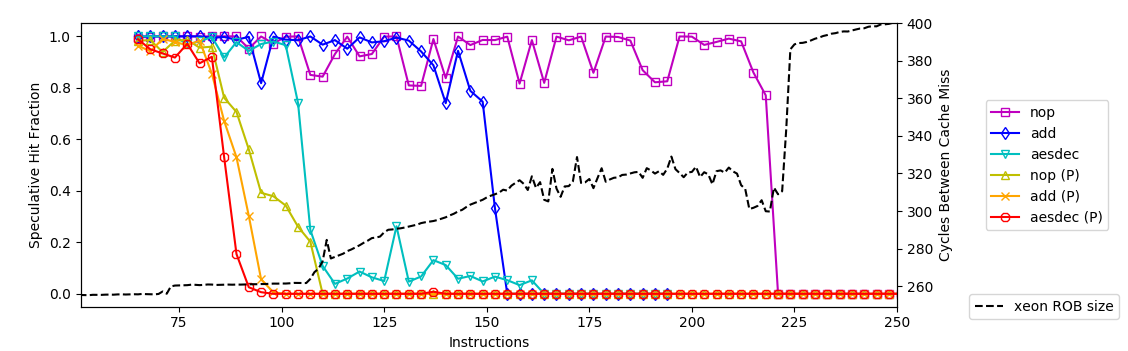 Speculative Hit Fraction
1.0
0.8
0.6
0.4
0.2
0.0
75
100
125
150
175
200
225
250
Instructions
400
380
360
340
320
300
280
260
Cycles Between Cache Miss
nop
add
aesdec
nop (P)
add (P)
aesdec (P)
xeon ROB size